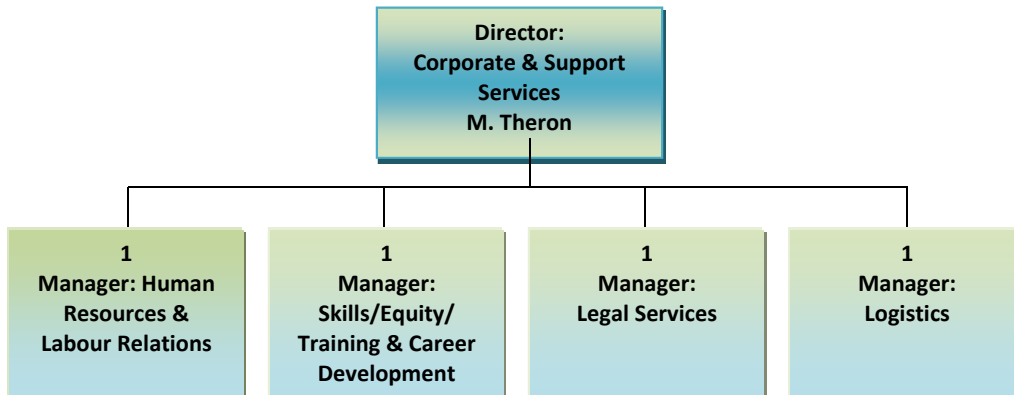 Director:
Corporate & Support
Services
M. Theron
1
Manager: Human
Resources &
Labour Relations
1
Manager:
Skills/Equity/
Training & Career
Development
1
Manager:
Legal Services
1
Manager:
Logistics